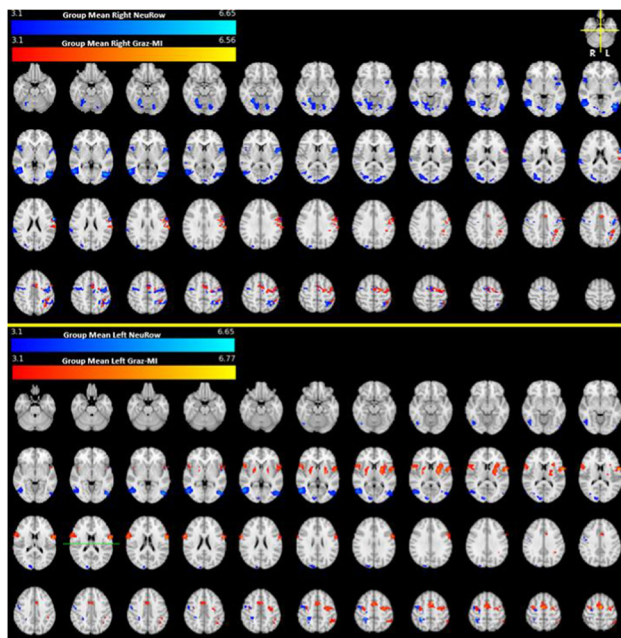 3.1 6.65
Group Mean Right NeuRow
3.1 6.56
Group Mean Right Graz-MI
R L
3.1 6.65
Group Mean Left NeuRow
3.1 6.77
Group Mean Left Graz-MI